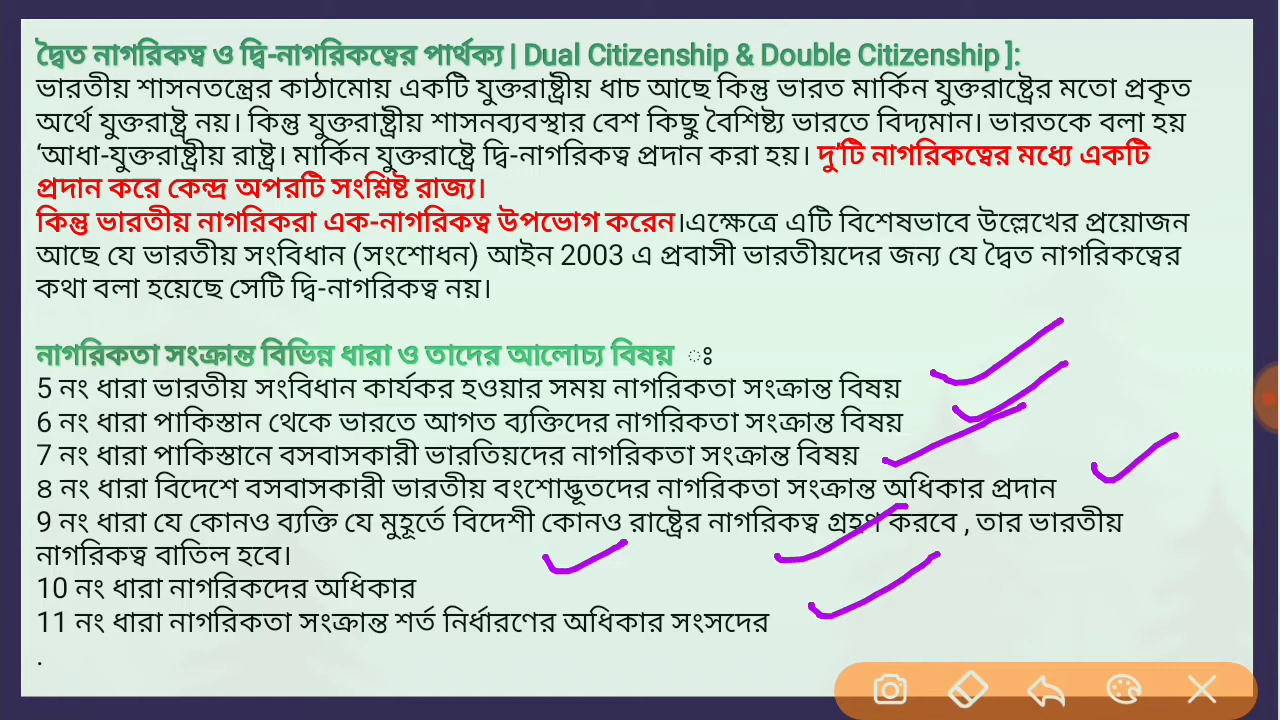 দ্বৈত নাগরিকত্ব ও দ্বি-নাগরিকত্বের পার্থক্য | Dual Citizenship & Double Citizenship ]:
ভারতীয় শাসনতন্ত্রের কাঠামোয় একটি যুক্তরাষ্ট্রীয় ধাচ আছে কিন্তু ভারত মার্কিন যুক্তরাষ্ট্রের মতো প্রকৃত
অর্থে যুক্তরাষ্ট্র নয়। কিন্তু যুক্তরাষ্ট্রীয় শাসনব্যবস্থার বেশ কিছু বৈশিষ্ট্য ভারতে বিদ্যমান। ভারতকে বলা হয়
‘আধা-যুক্তরাষ্ট্রীয় রাষ্ট্র। মার্কিন যুক্তরাষ্ট্রে দ্বি-নাগরিকত্ব প্রদান করা হয়। দু’টি নাগরিকত্বের মধ্যে একটি
প্রদান করে কেন্দ্র অপরটি সংশ্লিষ্ট রাজ্য।
কিন্তু ভারতীয় নাগরিকরা এক-নাগরিকত্ব উপভোগ করেন।এক্ষেত্রে এটি বিশেষভাবে উল্লেখের প্রয়োজন
আছে যে ভারতীয় সংবিধান (সংশোধন) আইন 2003 এ প্রবাসী ভারতীয়দের জন্য যে দ্বৈত নাগরিকত্বের
কথা বলা হয়েছে সেটি দ্বি-নাগরিকত্ব নয়।
নাগরিকতা সংক্রান্ত বিভিন্ন ধারা ও তাদের আলোচ্য বিষয় ঃ
5 নং ধারা ভারতীয় সংবিধান কার্যকর হওয়ার সময় নাগরিকতা সংক্রান্ত বিষয়
6 নং ধারা পাকিস্তান থেকে ভারতে আগত ব্যক্তিদের নাগরিকতা সংক্রান্ত বিষয়
7 নং ধারা পাকিস্তানে বসবাসকারী ভারতিয়দের নাগরিকতা সংক্রান্ত বিষয়
৪ নং ধারা বিদেশে বসবাসকারী ভারতীয় বংশোদ্ভূতদের নাগরিকতা সংক্রান্ত অধিকার প্রদান
9 নং ধারা যে কোনও ব্যক্তি যে মুহূর্তে বিদেশী কোনও রাষ্ট্রের নাগরিকত্ব গ্রহণ করবে , তার ভারতীয়
নাগরিকত্ব বাতিল হবে।
10 নং ধারা নাগরিকদের অধিকার
11 নং ধারা নাগরিকতা সংক্রান্ত শর্ত নির্ধারণের অধিকার সংসদের
.